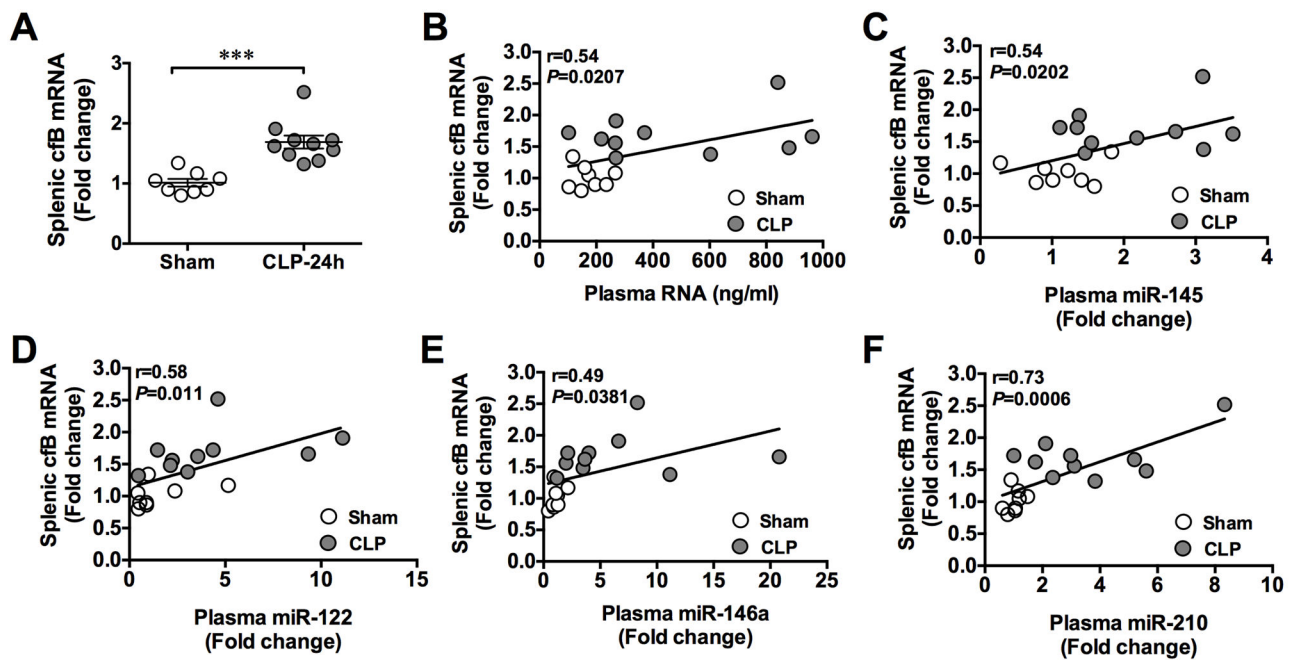 A
Splenic cfB mRNA
(Fold change)
3
2
1
0
***
Sham
CLP-24h
B
Splenic cfB mRNA
(Fold change)
3.0
2.5
2.0
1.5
1.0
0.5
0.0
r=0.54
P=0.0207
Sham
CLP
0
200
400
600
800
1000
Plasma RNA (ng/ml)
C
Splenic cfB mRNA
(Fold change)
3.0
2.5
2.0
1.5
1.0
0.5
0.0
r=0.54
P=0.0202
Sham
CLP
0
1
2
3
4
Plasma miR-145
(Fold change)
D
Splenic cfB mRNA
(Fold change)
3.0
2.5
2.0
1.5
1.0
0.5
0.0
r=0.58
P=0.011
Sham
CLP
0
5
10
15
Plasma miR-122
(Fold change)
E
Splenic cfB mRNA
(Fold change)
3.0
2.5
2.0
1.5
1.0
0.5
0.0
r=0.49
P=0.0381
Sham
CLP
0
5
10
15
20
25
Plasma miR-146a
(Fold change)
F
Splenic cfB mRNA
(Fold change)
3.0
2.5
2.0
1.5
1.0
0.5
0.0
r=0.73
P=0.0006
Sham
CLP
0
2
4
6
8
10
Plasma miR-210
(Fold change)